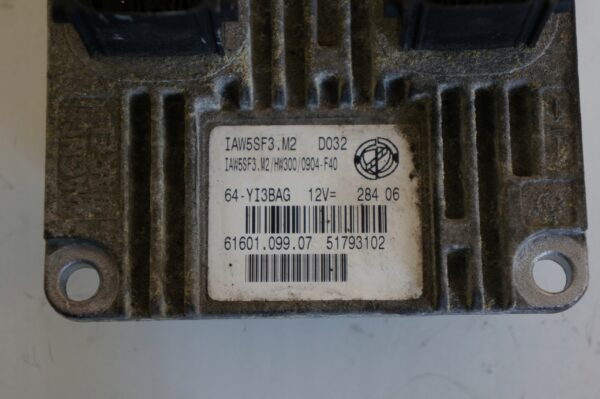 IAW5SF3.M2 D032
IAW5SF3.M2/HW300/0904-F40
64-YI3BAG 12V= 284 06
61601.099.07 51793102